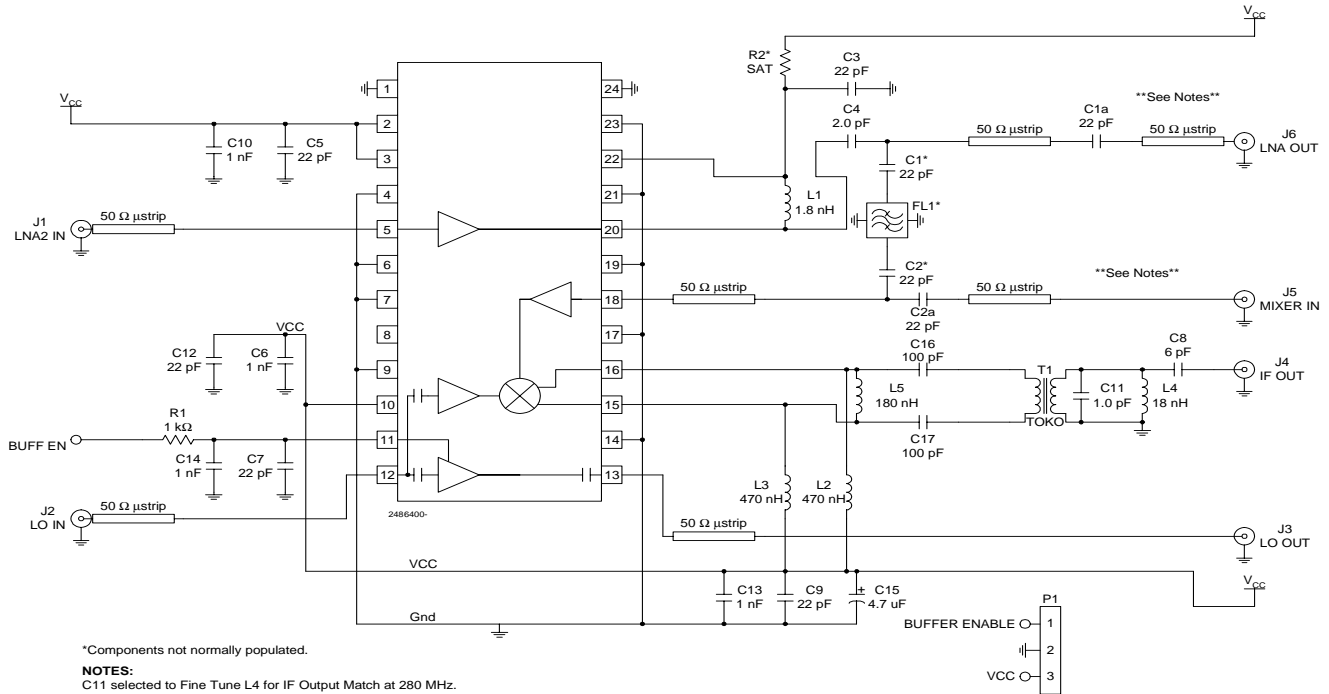 VCC
R2*
SAT
C3
22 pF
C4
2.0 pF
**See Notes**
C1a
22 pF
50 Ω µstrip
50 Ω µstrip
J6
LNA OUT
VCC
C10
1 nF
C5
22 pF
1
2
3
4
5
6
7
8
9
10
11
12
24
23
22
21
20
19
18
17
16
15
14
13
C1*
22 pF
L1
1.8 nH
FL1*
J1
LNA2 IN
50 Ω µstrip
C2*
22 pF
**See Notes**
50 Ω µstrip
50 Ω µstrip
C2a
22 pF
J5
MIXER IN
VCC
C12
22 pF
C6
1 nF
C16
100 pF
L5
180 nH
C17
100 pF
T1
TOKO
C11
1.0 pF
L4
18 nH
C8
6 pF
J4
IF OUT
R1
1 kΩ
BUFF EN
C14
1 nF
C7
22 pF
L3
470 nH
L2
470 nH
2486400-
J2
LO IN
50 Ω µstrip
50 Ω µstrip
J3
LO OUT
VCC
VCC
C13
1 nF
C9
22 pF
+
C15
4.7 uF
Gnd
P1
BUFFER ENABLE
1
2
VCC
3
*Components not normally populated.
NOTES:
C11 selected to Fine Tune L4 for IF Output Match at 280 MHz.